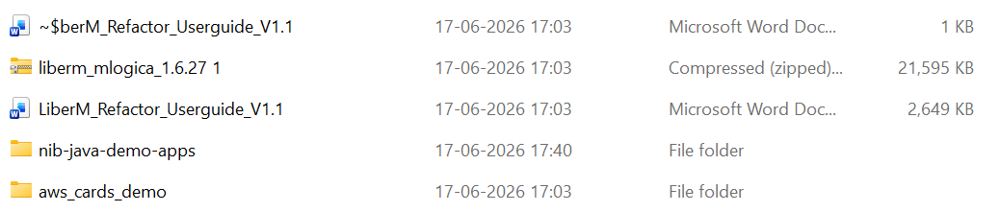 ~$berM_Refactor_Userguide_V1.1 17-06-2026 17:03 Microsoft Word Doc... 1 KB
liberm_mlogica_1.6.27 1 17-06-2026 17:03 Compressed (zipped)... 21,595 KB
LiberM_Refactor_Userguide_V1.1 17-06-2026 17:03 Microsoft Word Doc... 2,649 KB
nib-java-demo-apps 17-06-2026 17:40 File folder
aws_cards_demo 17-06-2026 17:03 File folder